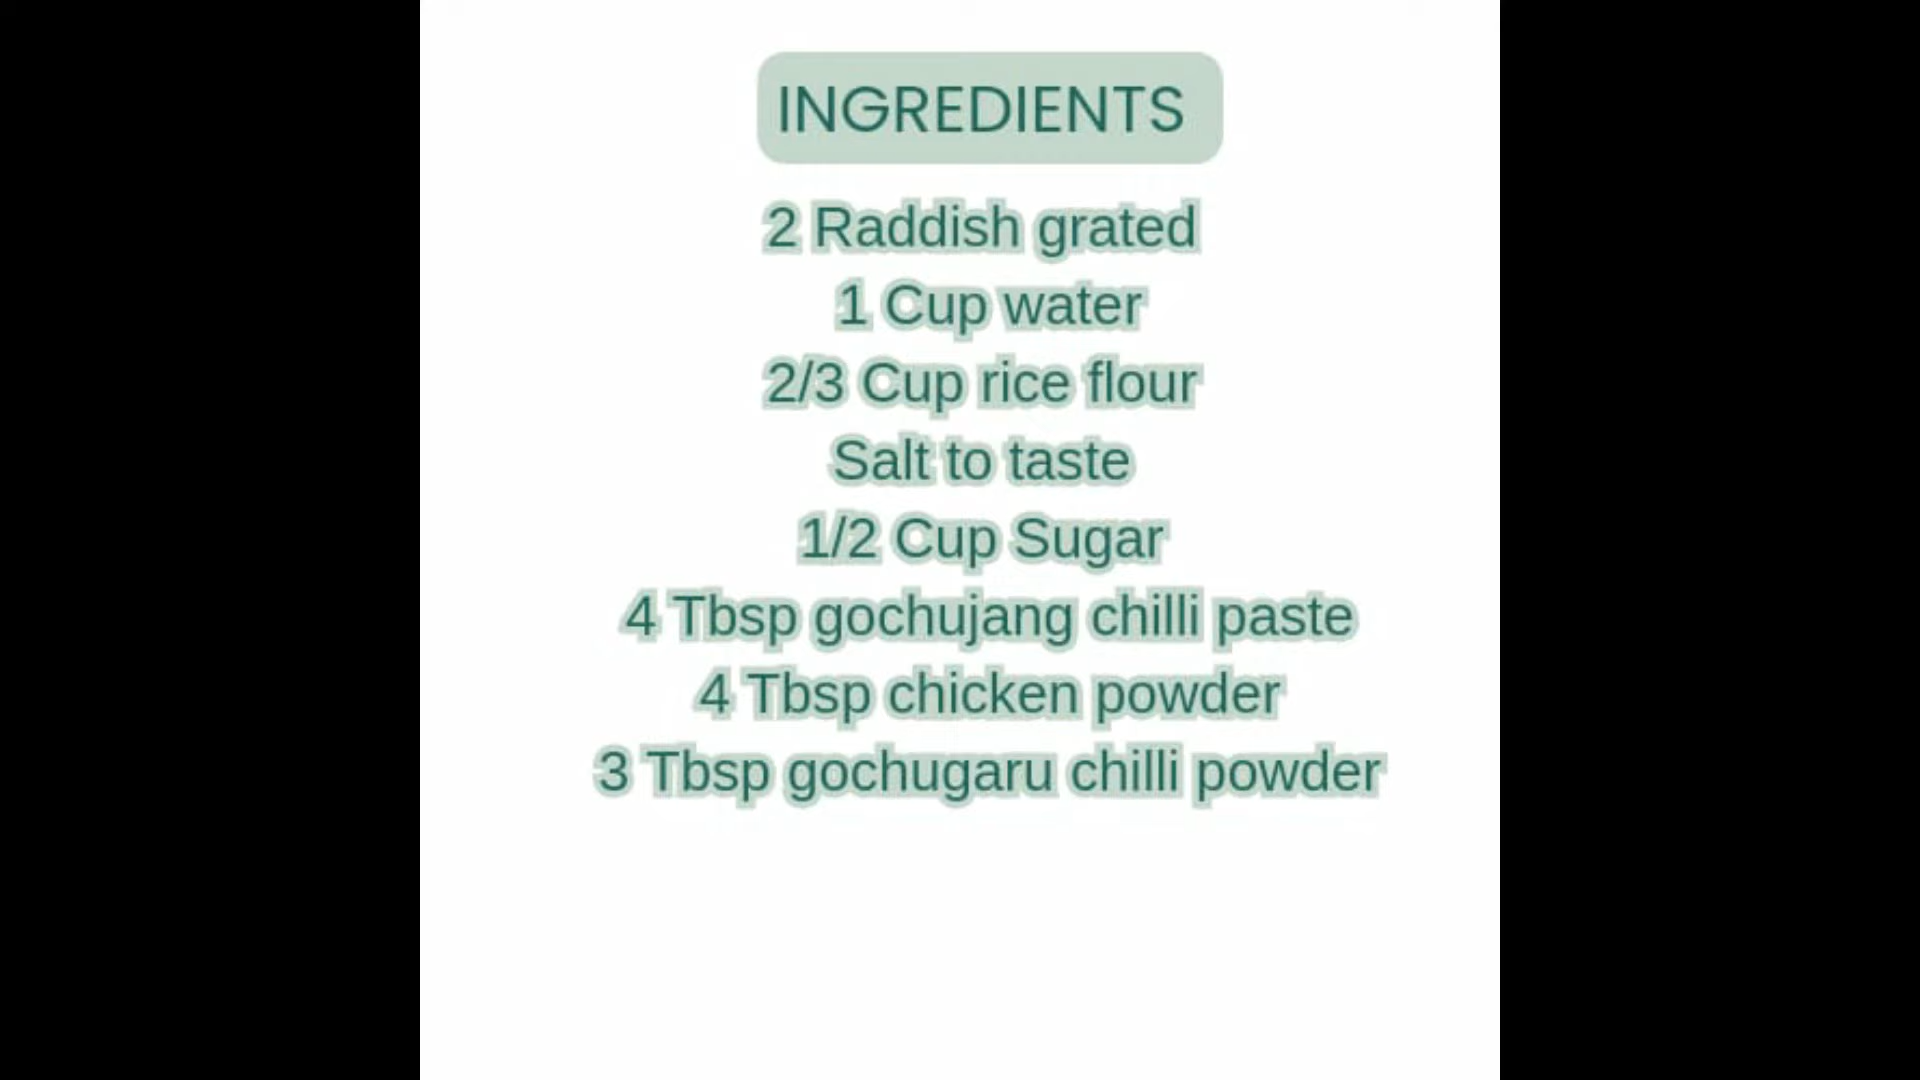 INGREDIENTS
2 Raddish grated
1 Cup water
2/3 Cup rice flour
Salt to taste
1/2 Cup Sugar
4 Tbsp gochujang chilli paste
4 Tbsp chicken powder
3 Tbsp gochugaru chilli powder